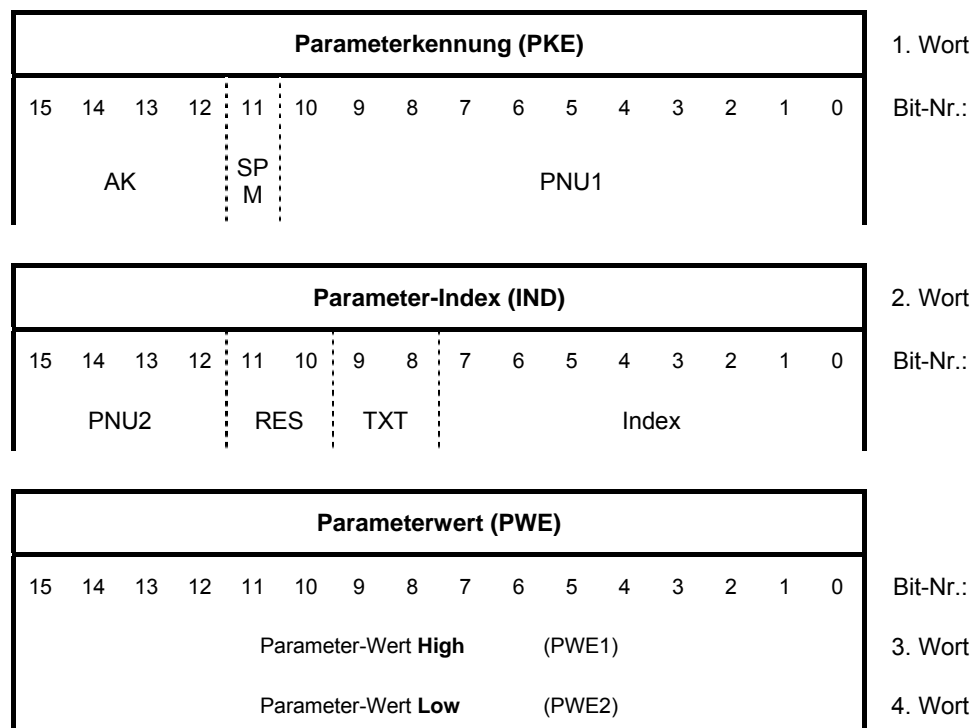 Parameterkennung (PKE) 1. Wort
15 14 13 12 11 10 9 8 7 6 5 4 3 2 1 0 Bit-Nr.:
AK SP M PNU1
Parameter-Index (IND) 2. Wort
15 14 13 12 11 10 9 8 7 6 5 4 3 2 1 0 Bit-Nr.:
PNU2 RES TXT Index
Parameterwert (PWE)
15 14 13 12 11 10 9 8 7 6 5 4 3 2 1 0 Bit-Nr.:
Parameter-Wert High (PWE1) 3. Wort
Parameter-Wert Low (PWE2) 4. Wort